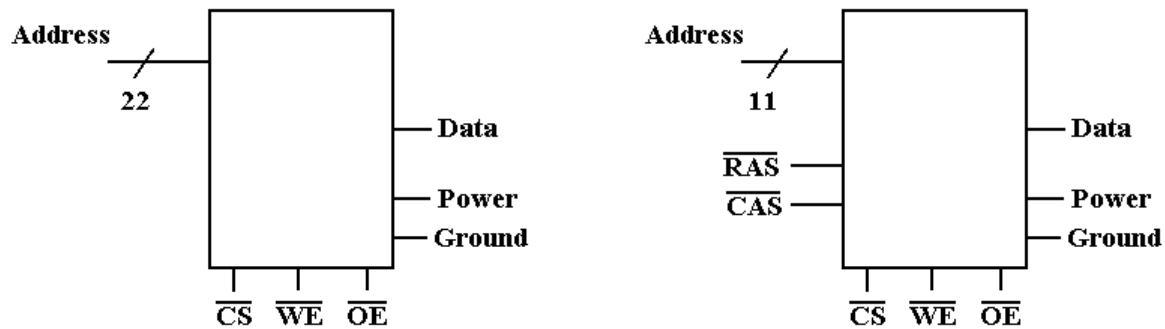 Address
22
Data
Power
Ground
CS WE OE
Address
11
RAS
CAS
Data
Power
Ground
CS WE OE